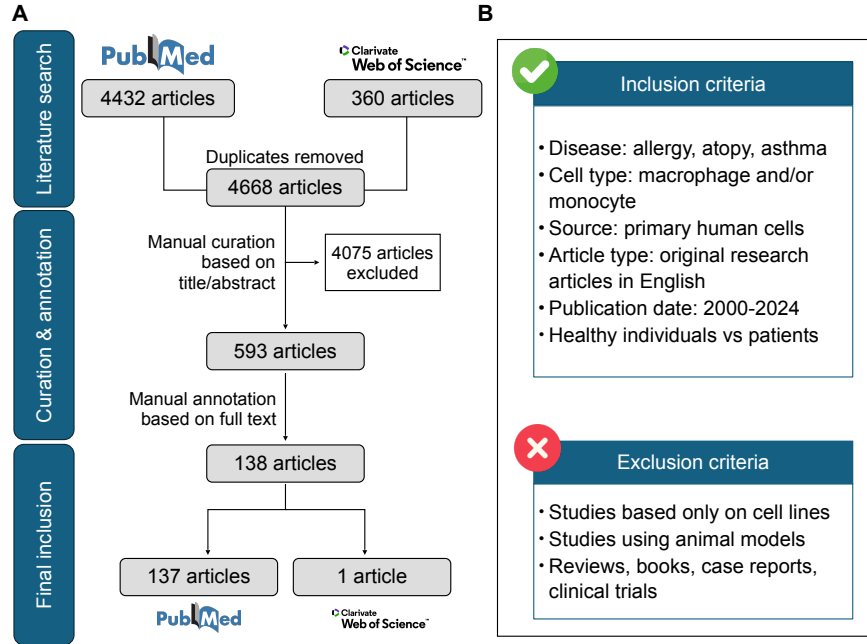 A
PubMed
Clarivate
Web of Science™
4432 articles
360 articles
Duplicates removed
4668 articles
Manual curation
based on
title/abstract
4075 articles
excluded
593 articles
Manual annotation
based on full text
138 articles
137 articles
1 article
PubMed
Clarivate
Web of Science™
Literature search
Curation & annotation
Final inclusion
B
Inclusion criteria
• Disease: allergy, atopy, asthma
• Cell type: macrophage and/or
monocyte
• Source: primary human cells
• Article type: original research
articles in English
• Publication date: 2000-2024
• Healthy individuals vs patients
Exclusion criteria
• Studies based only on cell lines
• Studies using animal models
• Reviews, books, case reports,
clinical trials